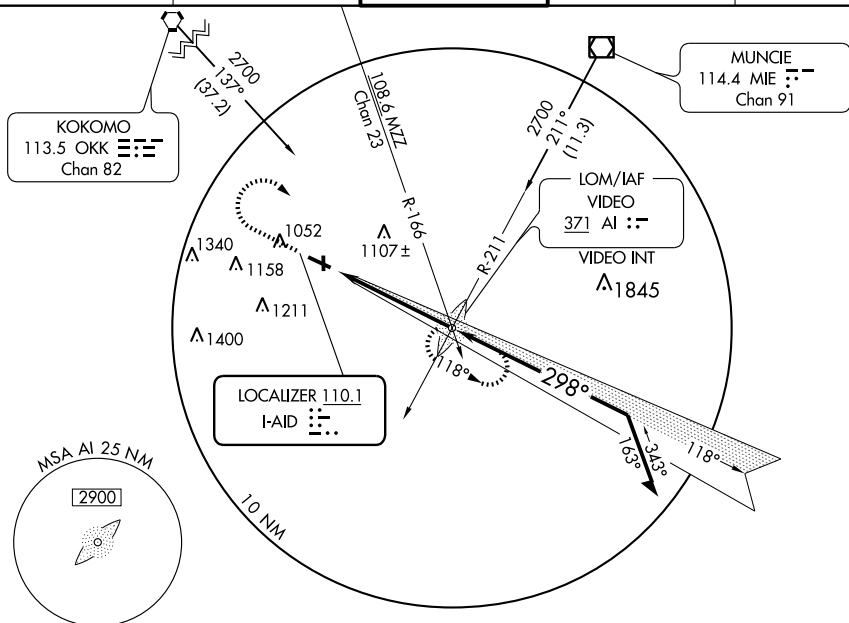 2700
137°
(37.2)
KOKOMO
113.5 OKK
Chan 82
108.6 MZZ
Chan 23
R-166
MUNCIE
114.4 MIE
Chan 91
2700
211°
(11.3)
R-211
LOM/IAF
VIDEO
371 AI
VIDEO INT
1845
1340
1052
1107 ±
1158
1211
1400
118°
298°
LOCALIZER 110.1
I-AID
163°
343°
118°
MSA AI 25 NM
2900
10 NM